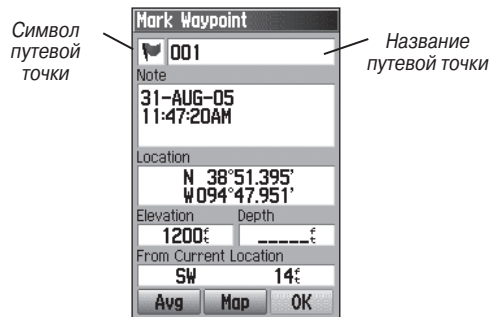 Символ
путевой
точки
Название
путевой точки
Mark Waypoint
001
Note
31-AUG-05
11:47:20AM
Location
N 38°51.395'
W094°47.951'
Elevation Depth
1200ft _____ft
From Current Location
SW 14ft
Avg Map OK